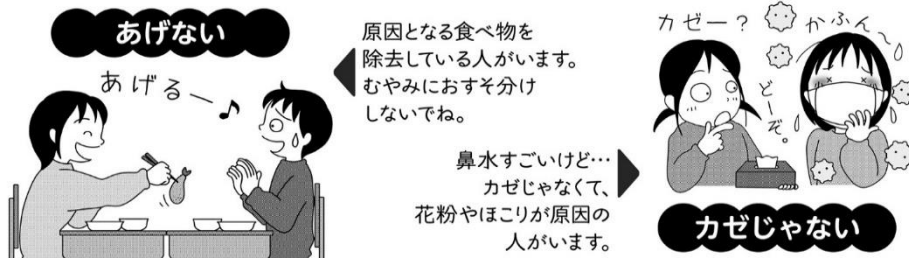 あげない
あげるー♪
原因となる食べ物を
除去している人がいます。
むやみにおすそ分け
しないでね。
カゼー？
かふん〜
どーぞ。
鼻水すごいけど…
カゼじゃなくて、
花粉やほこりが原因の
人がいます。
カゼじゃない